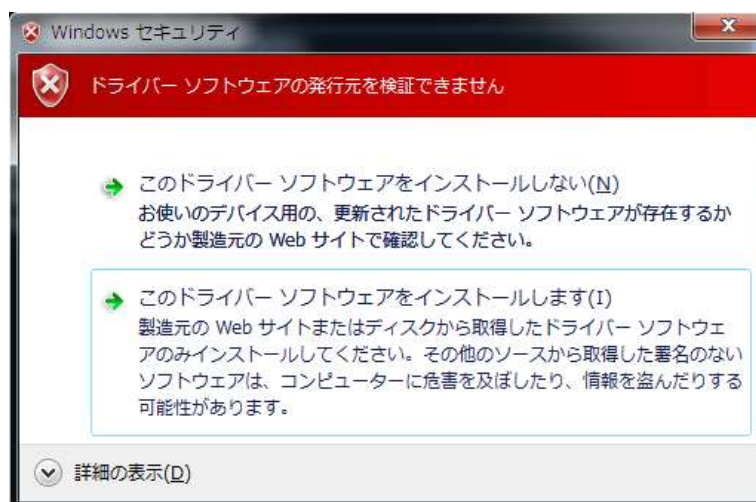 Windows セキュリティ
ドライバー ソフトウェアの発行元を検証できません
このドライバー ソフトウェアをインストールしない(N)
お使いのデバイス用の、更新されたドライバー ソフトウェアが存在するか
どうか製造元の Web サイトで確認してください。
このドライバー ソフトウェアをインストールします(I)
製造元の Web サイトまたはディスクから取得したドライバー ソフトウェ
アのみインストールしてください。その他のソースから取得した署名のない
ソフトウェアは、コンピューターに危害を及ぼしたり、情報を盗んだりする
可能性があります。
詳細の表示(D)